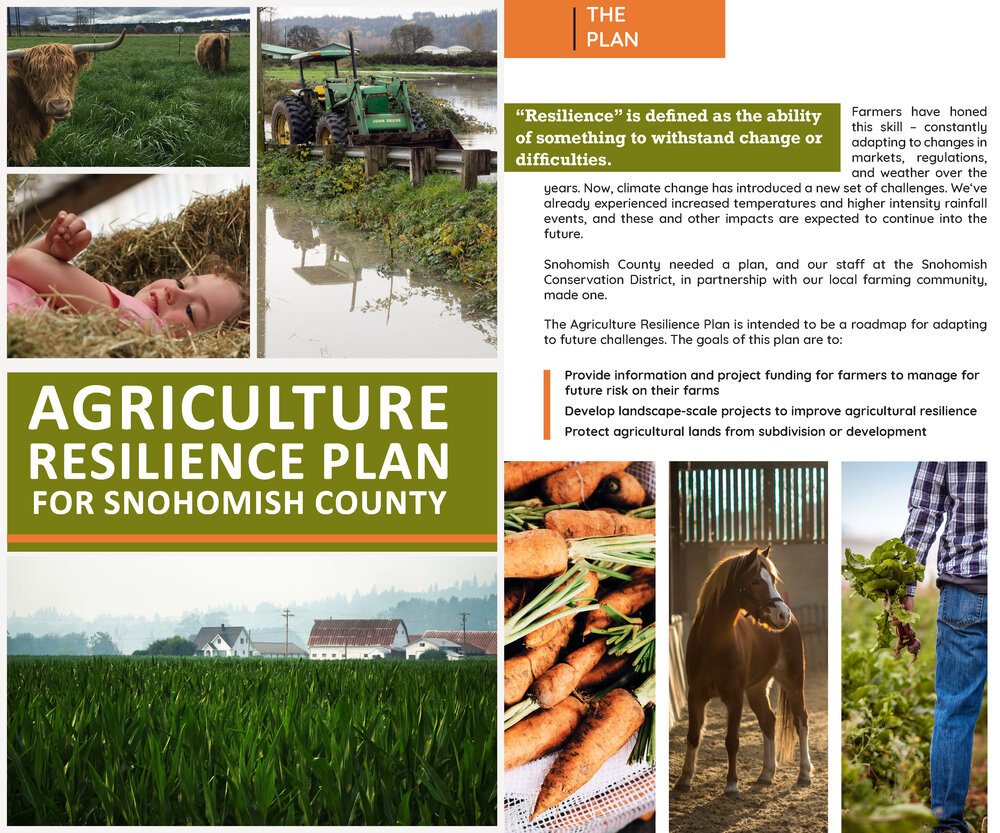 AGRICULTURE
RESILIENCE PLAN
FOR SNOHOMISH COUNTY
JOHN DEERE
THE
PLAN
“Resilience” is defined as the ability
of something to withstand change or
difficulties.
Farmers have honed
this skill – constantly
adapting to changes in
markets, regulations,
and weather over the
years. Now, climate change has introduced a new set of challenges. We‘ve
already experienced increased temperatures and higher intensity rainfall
events, and these and other impacts are expected to continue into the
future.
Snohomish County needed a plan, and our staff at the Snohomish
Conservation District, in partnership with our local farming community,
made one.
The Agriculture Resilience Plan is intended to be a roadmap for adapting
to future challenges. The goals of this plan are to:
Provide information and project funding for farmers to manage for
future risk on their farms
Develop landscape-scale projects to improve agricultural resilience
Protect agricultural lands from subdivision or development